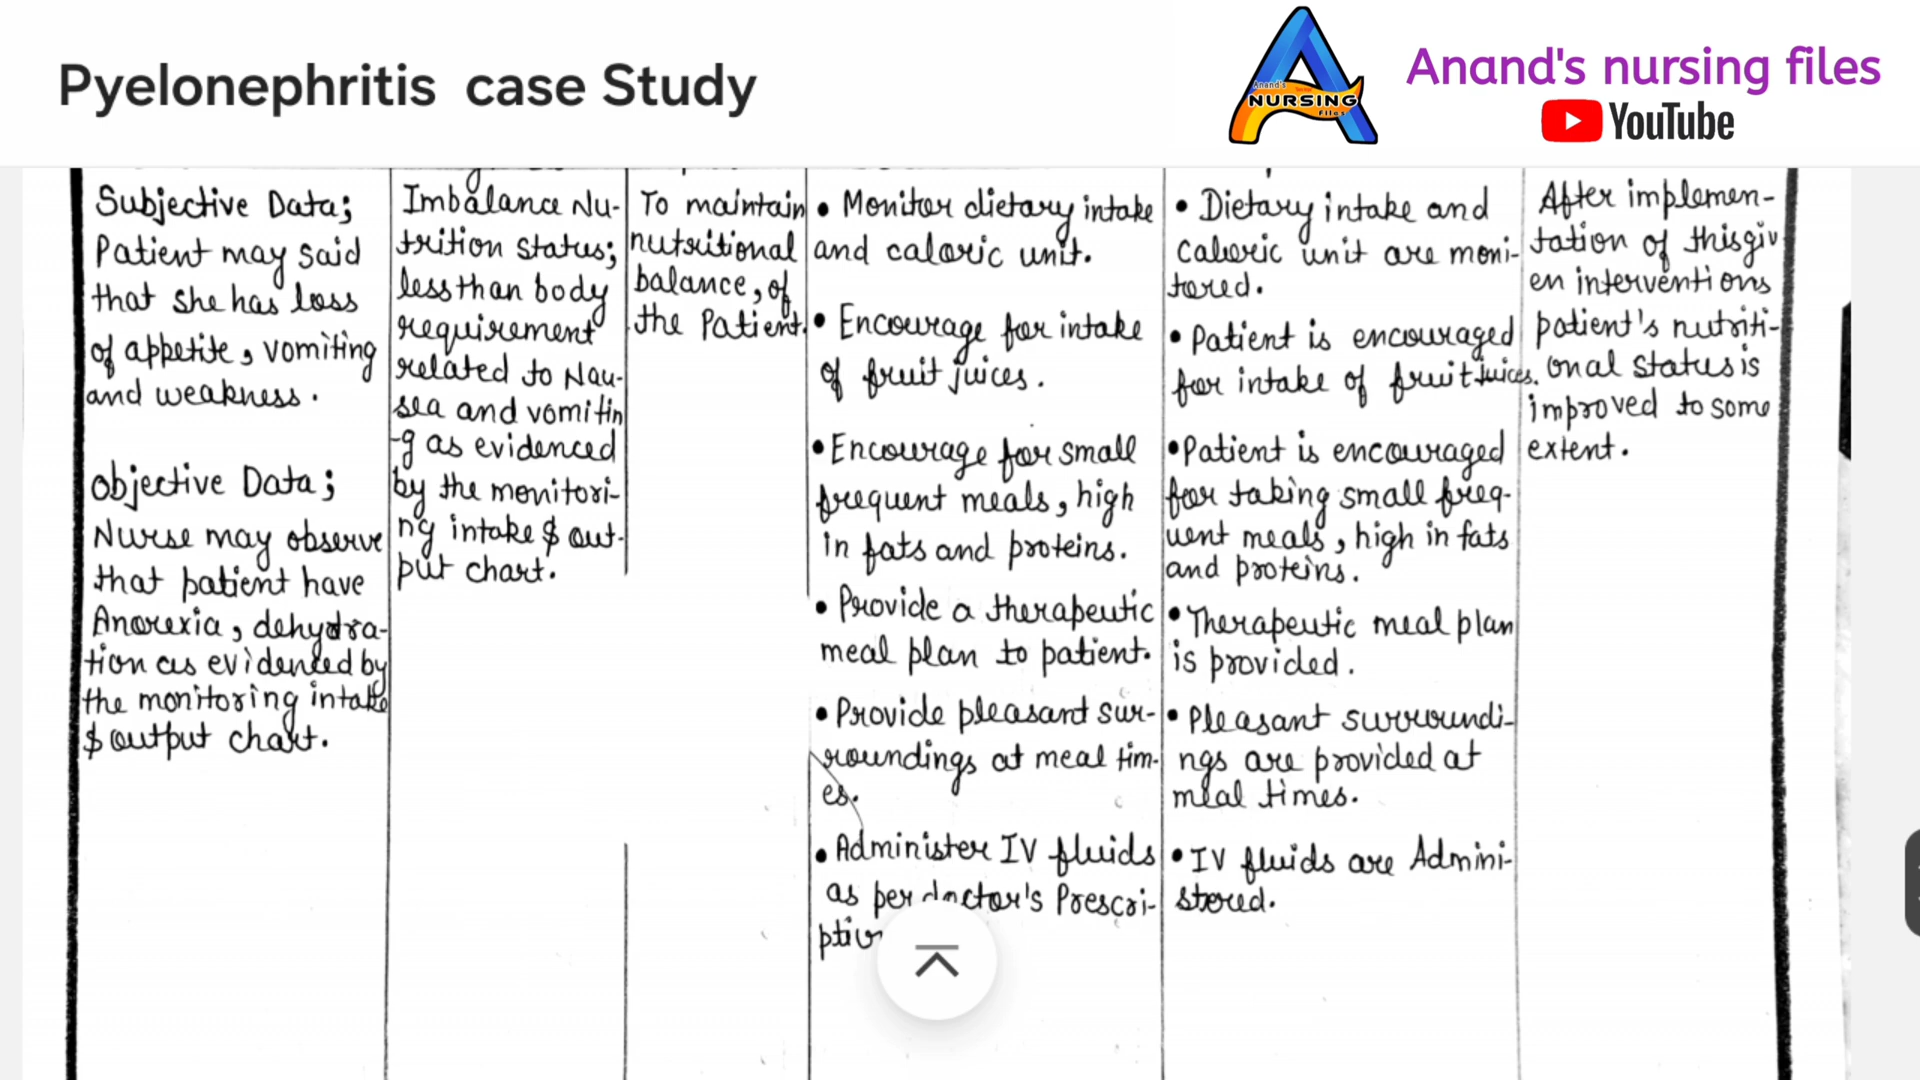 Pyelonephritis case Study
Anand's
NURSING
Files
Anand's nursing files
YouTube
Subjective Data;
Patient may said
that she has loss
of appetite, vomiting
and weakness.
objective Data;
Nurse may observe
that patient have
Anorexia, dehydra-
tion as evidenced by
the monitoring intake
$ output chart.
Imbalance Nu-
trition status;
less than body
requirement
related to Nau-
sea and vomitin
-g as evidenced
by the monitori-
ng intake $ out-
put chart.
To maintain
nutritional
balance, of
the Patient.
• Monitor dietary intake
and caloric unit.
• Encourage for intake
of fruit juices.
• Encourage for small
frequent meals, high
in fats and proteins.
• Provide a therapeutic
meal plan to patient.
• Provide pleasant sur-
roundings at meal tim-
es.
• Administer IV fluids
as per doctor's Prescri-
• Dietary intake and
caloric unit are moni-
tored.
• Patient is encouraged
for intake of fruit juices.
• Patient is encouraged
for taking small freq-
uent meals, high in fats
and proteins.
• Therapeutic meal plan
is provided.
• Pleasant surroundi-
ngs are provided at
meal times.
• IV fluids are Admini-
stered.
After implemen-
tation of this giv
en interventions
patient's nutriti-
onal status is
improved to some
extent.